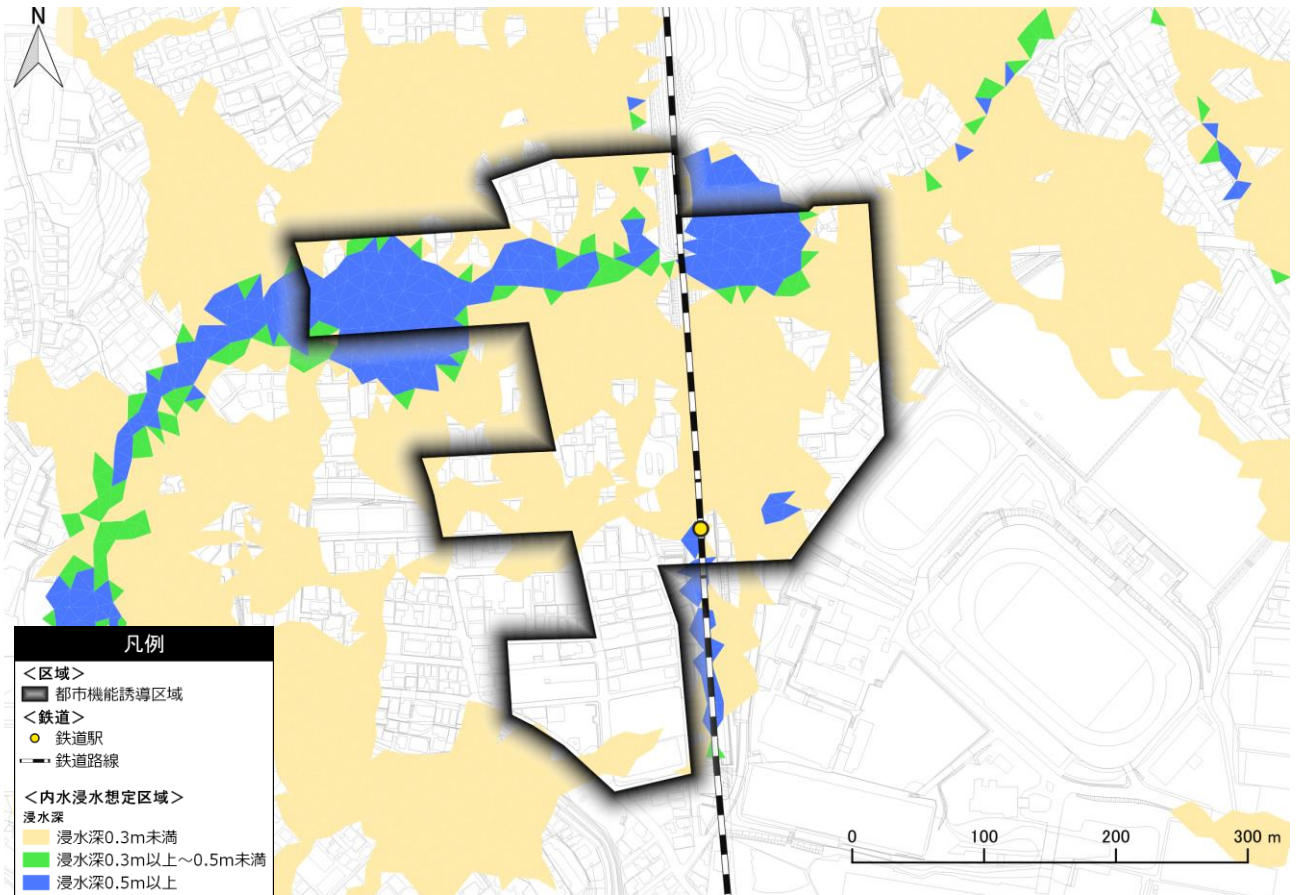 N
凡例
＜区域＞
都市機能誘導区域
＜鉄道＞
鉄道駅
鉄道路線
＜内水浸水想定区域＞
浸水深
浸水深0.3m未満
浸水深0.3m以上～0.5m未満
浸水深0.5m以上
0 100 200 300 m